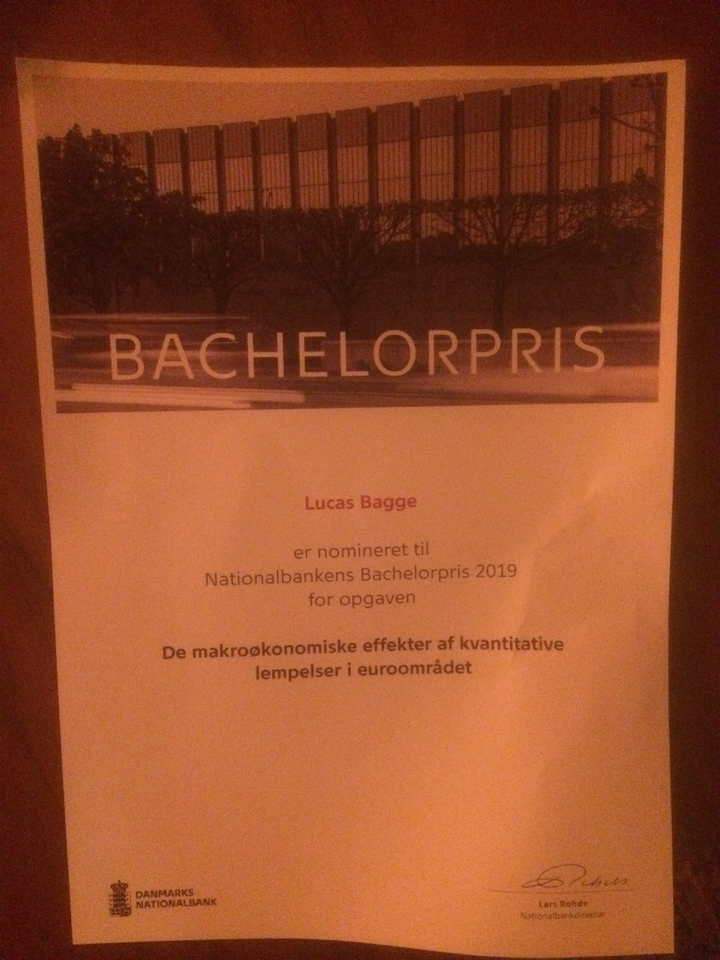 BACHELORPRIS
Lucas Bagge
er nomineret til
Nationalbankens Bachelorpris 2019
for opgaven
De makroøkonomiske effekter af kvantitative
lempelser i euroområdet
DANMARKS
NATIONALBANK
Lars Rohde
Nationalbankdirektør